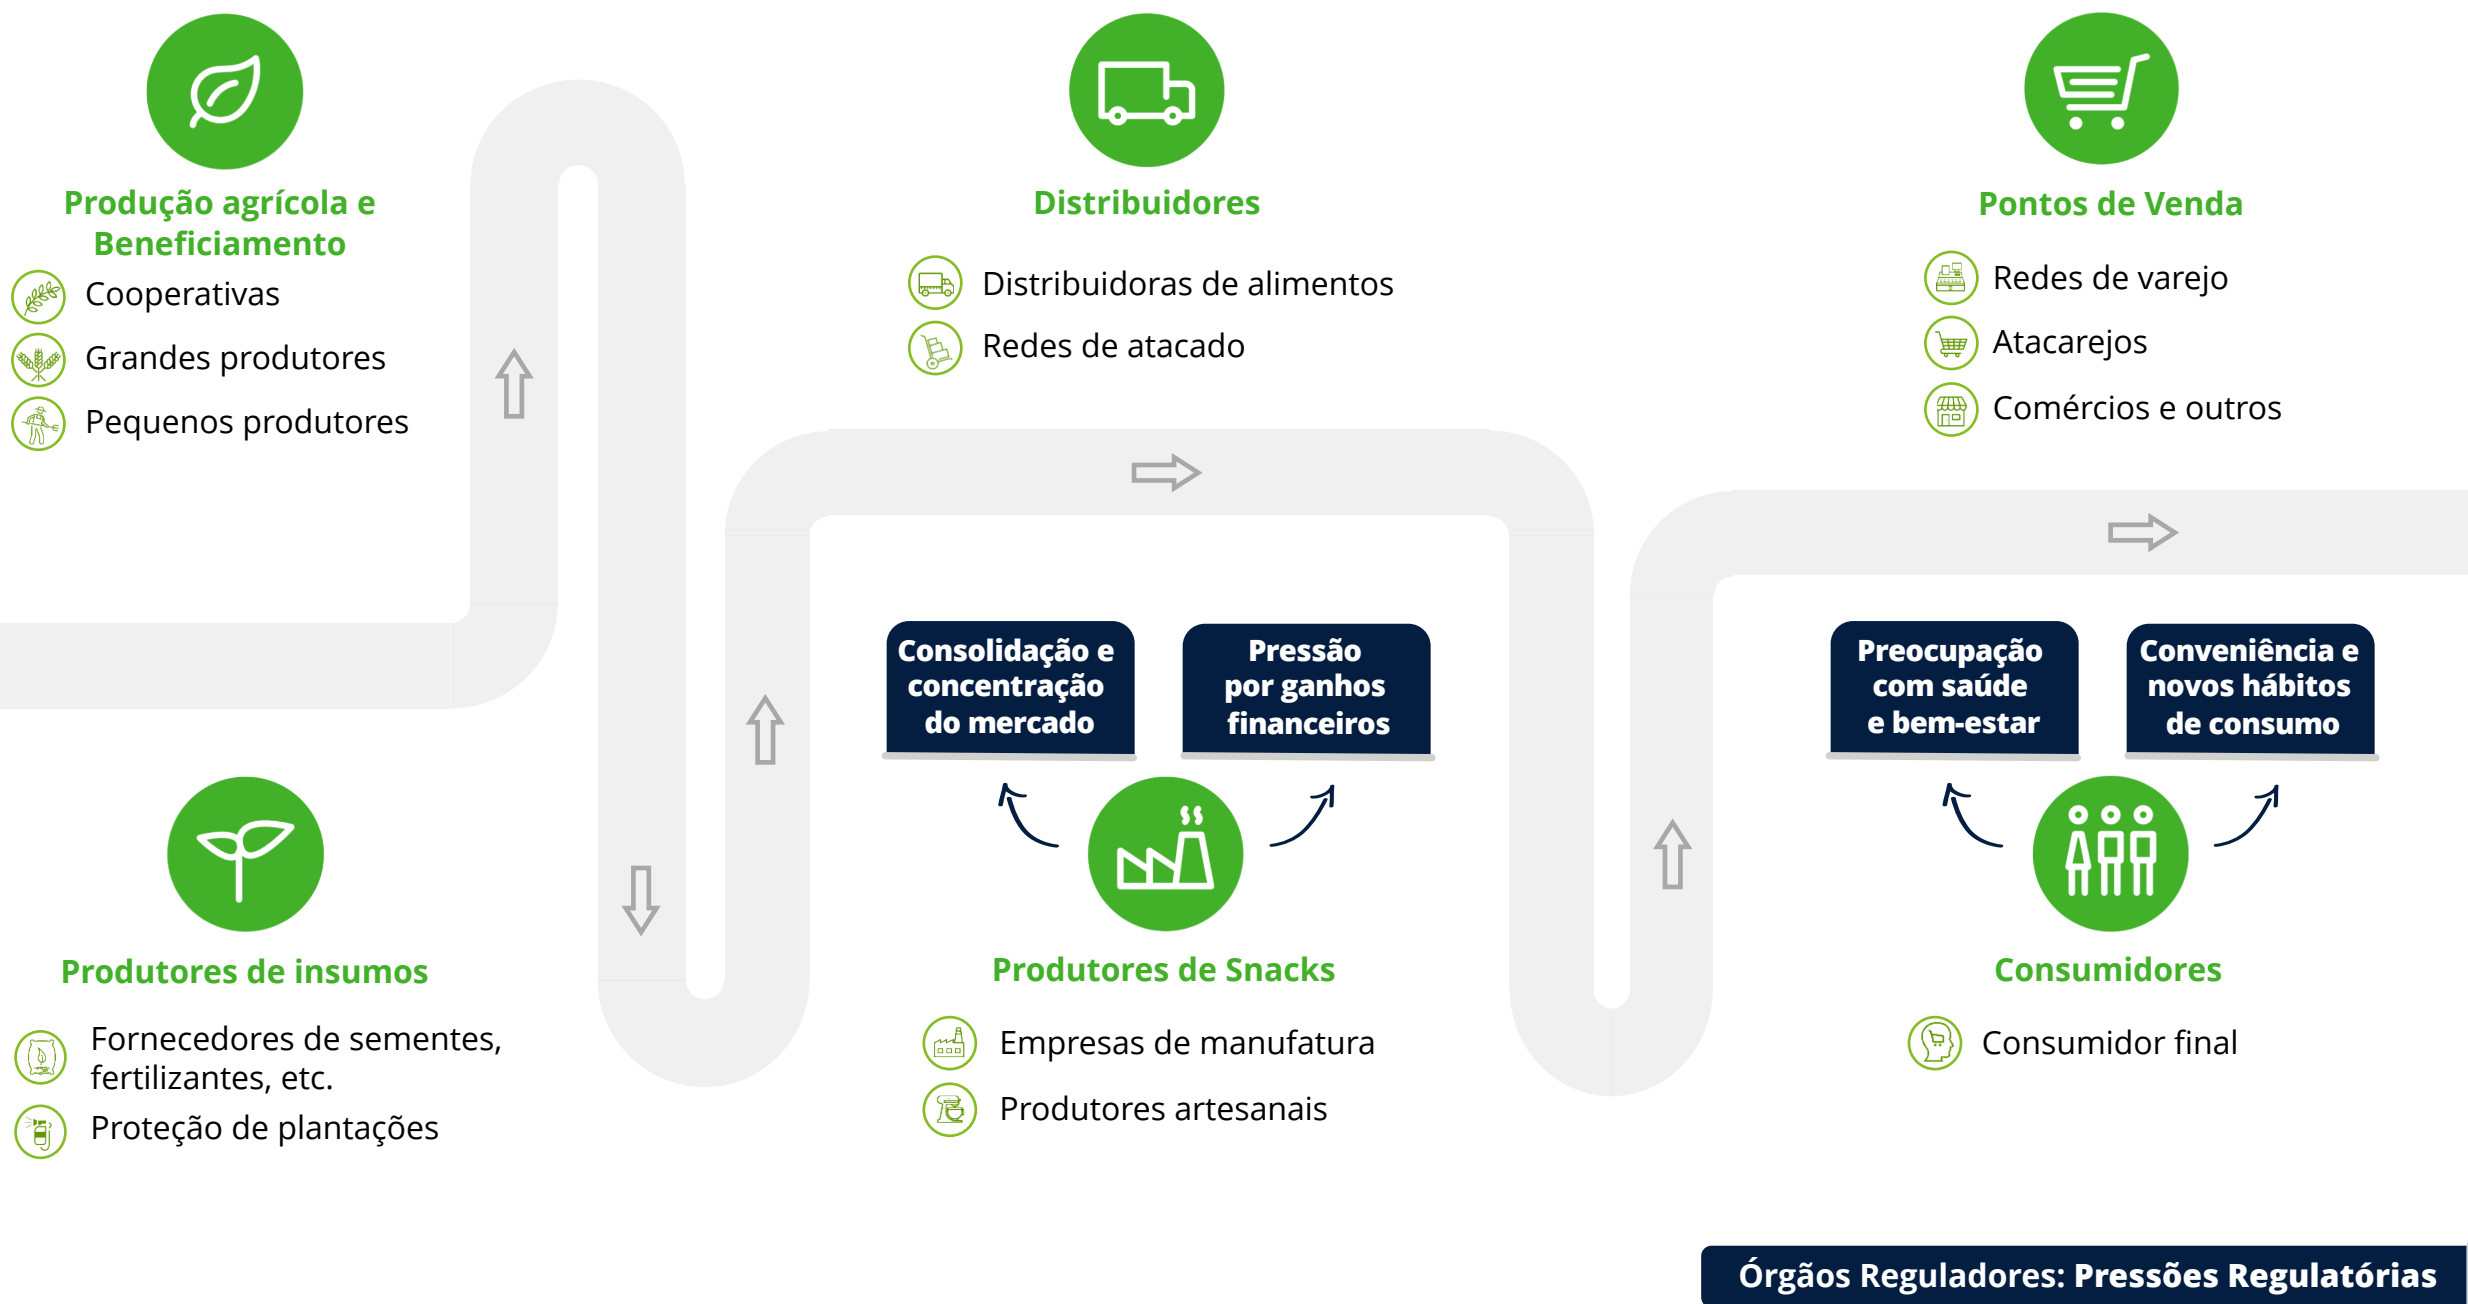 Produção agrícola e
Beneficiamento
Cooperativas
Grandes produtores
Pequenos produtores
Distribuidores
Distribuidoras de alimentos
Redes de atacado
Pontos de Venda
Redes de varejo
Atacarejos
Comércios e outros
Produtores de insumos
Fornecedores de sementes,
fertilizantes, etc.
Proteção de plantações
Consolidação e
concentração
do mercado
Pressão
por ganhos
financeiros
Produtores de Snacks
Empresas de manufatura
Produtores artesanais
Preocupação
com saúde
e bem-estar
Conveniência e
novos hábitos
de consumo
Consumidores
Consumidor final
Órgãos Reguladores: Pressões Regulatórias